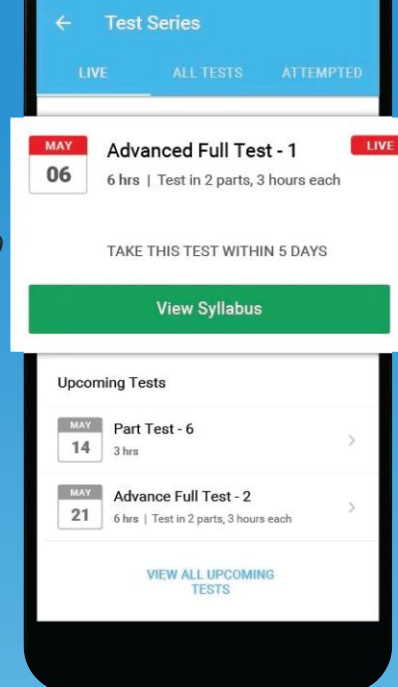 Test Series
LIVE ALL TESTS ATTEMPTED
MAY
06
Advanced Full Test - 1
LIVE
6 hrs | Test in 2 parts, 3 hours each
TAKE THIS TEST WITHIN 5 DAYS
View Syllabus
Upcoming Tests
MAY
14
Part Test - 6
3 hrs
MAY
21
Advance Full Test - 2
6 hrs | Test in 2 parts, 3 hours each
VIEW ALL UPCOMING
TESTS